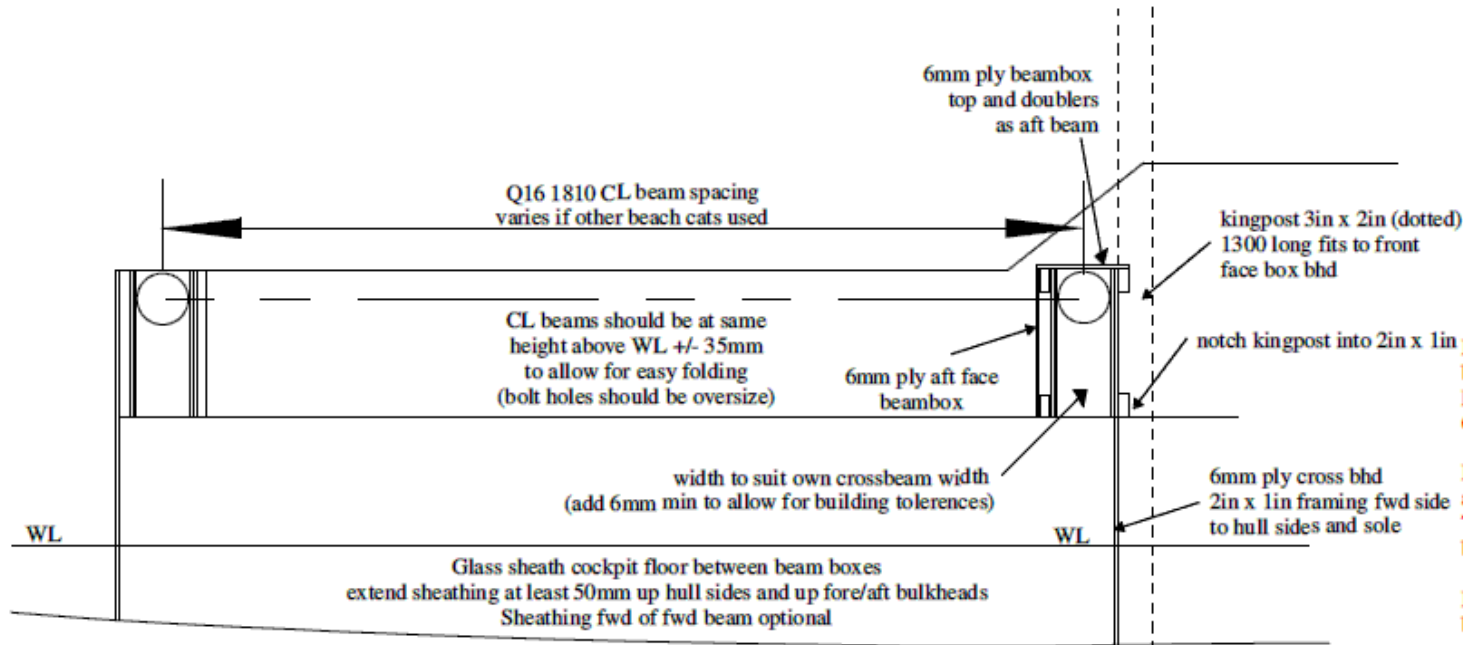 6mm ply beambox
top and doublers
as aft beam
Q16 1810 CL beam spacing
varies if other beach cats used
kingpost 3in x 2in (dotted)
1300 long fits to front
face box bhd
CL beams should be at same
height above WL +/- 35mm
to allow for easy folding
(bolt holes should be oversize)
notch kingpost into 2in x 1in
6mm ply aft face
beambox
width to suit own crossbeam width
(add 6mm min to allow for building tolerences)
6mm ply cross bhd
2in x 1in framing fwd side
to hull sides and sole
WL
WL
Glass sheath cockpit floor between beam boxes
extend sheathing at least 50mm up hull sides and up fore/aft bulkheads
Sheathing fwd of fwd beam optional